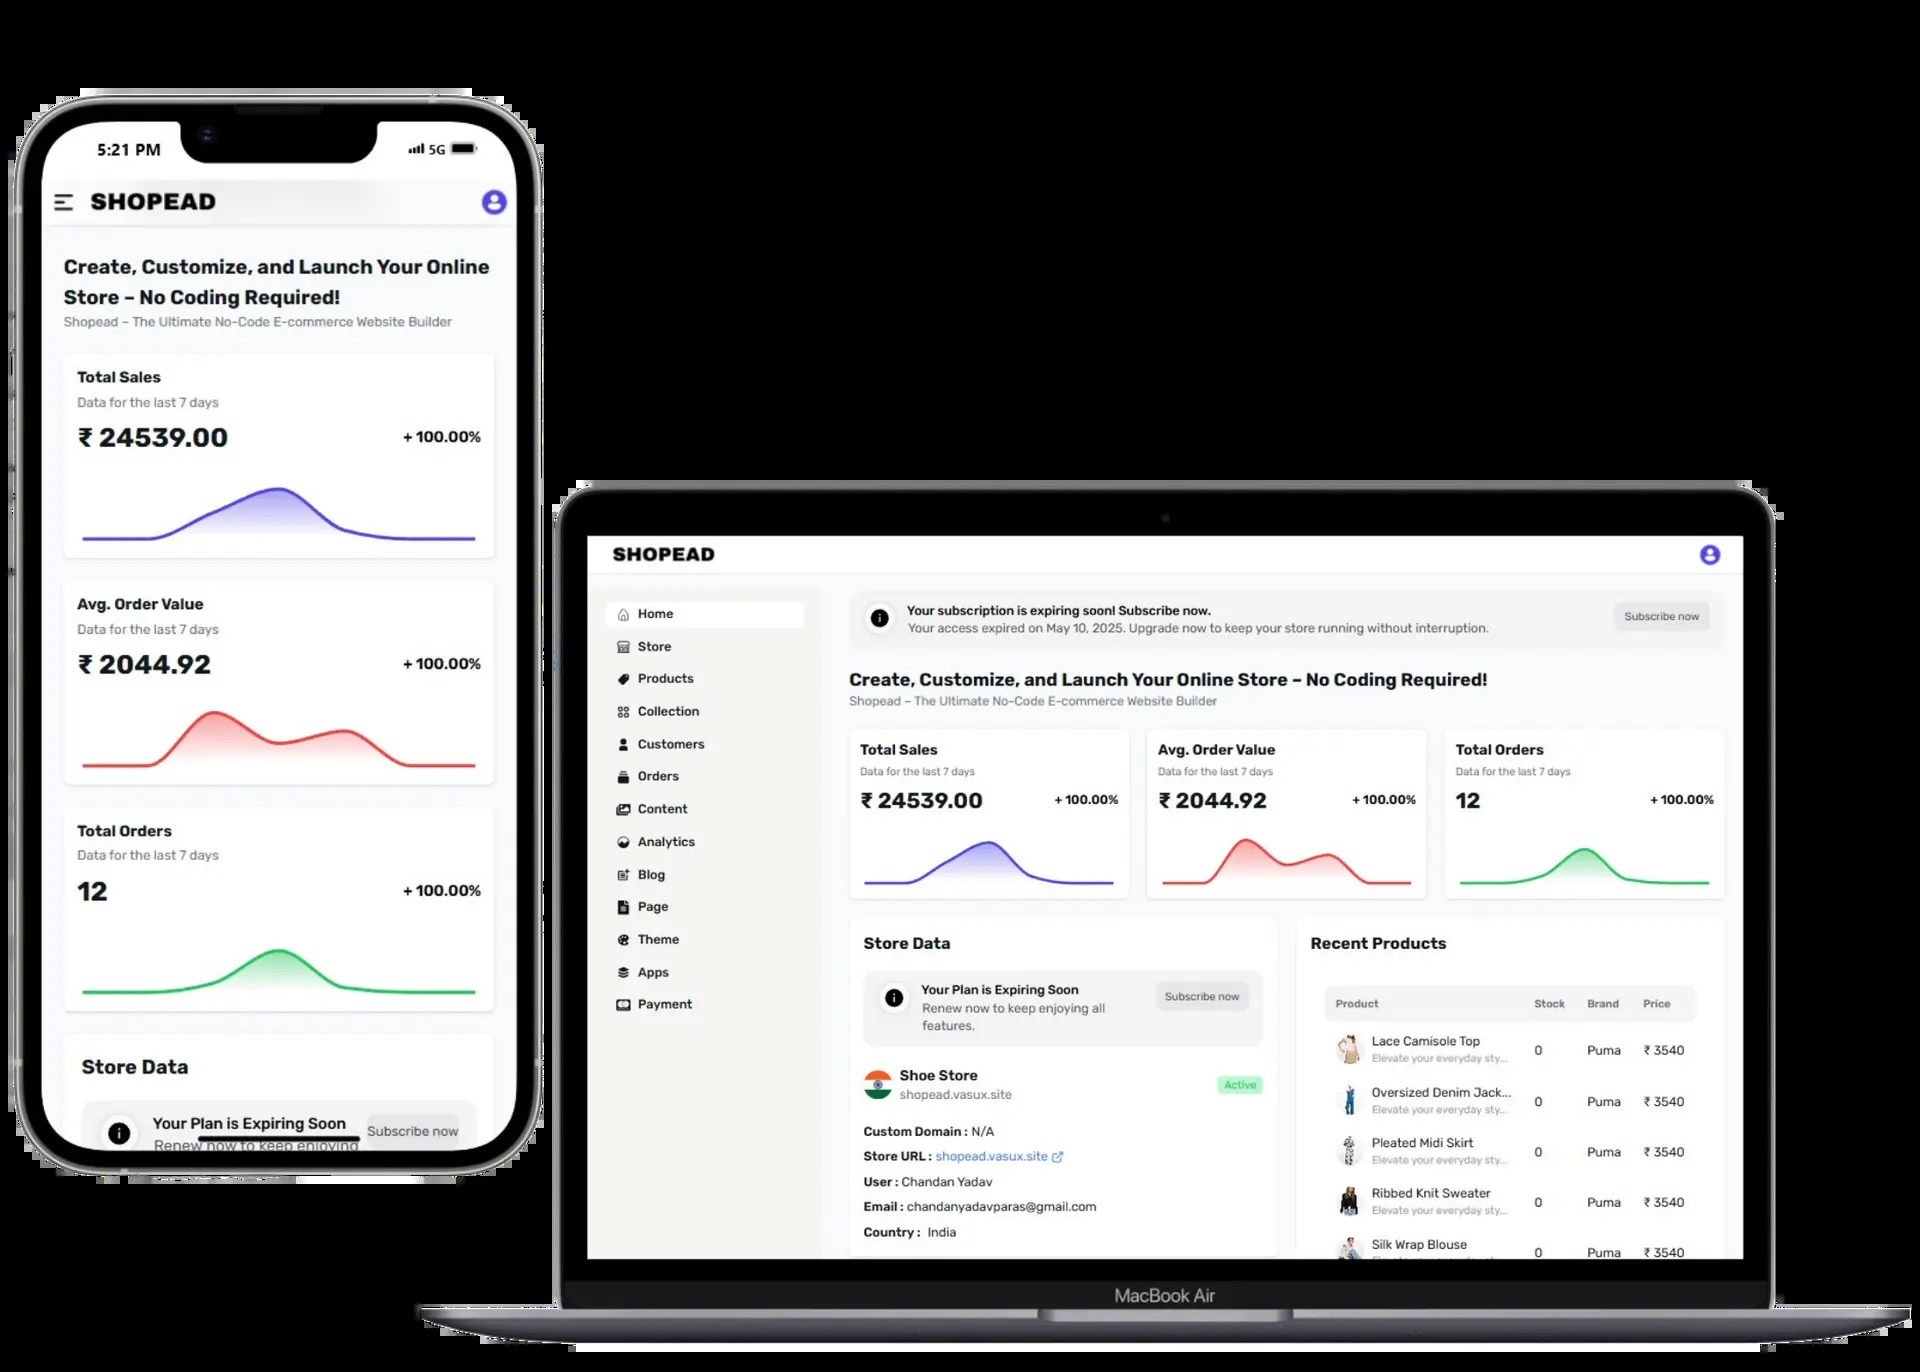 5:21 PM
5G
SHOPEAD
Create, Customize, and Launch Your Online
Store – No Coding Required!
Shopead – The Ultimate No-Code E-commerce Website Builder
Total Sales
Data for the last 7 days
₹ 24539.00
+ 100.00%
Avg. Order Value
Data for the last 7 days
₹ 2044.92
+ 100.00%
Total Orders
Data for the last 7 days
12
+ 100.00%
Store Data
Your Plan is Expiring Soon
Subscribe now
Renew now to keep enjoying
SHOPEAD
Home
Store
Products
Collection
Customers
Orders
Content
Analytics
Blog
Page
Theme
Apps
Payment
Your subscription is expiring soon! Subscribe now.
Your access expired on May 10, 2025. Upgrade now to keep your store running without interruption.
Subscribe now
Create, Customize, and Launch Your Online Store – No Coding Required!
Shopead – The Ultimate No-Code E-commerce Website Builder
Total Sales
Data for the last 7 days
₹ 24539.00
+ 100.00%
Avg. Order Value
Data for the last 7 days
₹ 2044.92
+ 100.00%
Total Orders
Data for the last 7 days
12
+ 100.00%
Store Data
Your Plan is Expiring Soon
Renew now to keep enjoying all
features.
Subscribe now
Shoe Store
shopead.vasux.site
Active
Custom Domain : N/A
Store URL : shopead.vasux.site
User : Chandan Yadav
Email : chandanyadavparas@gmail.com
Country : India
Recent Products
Product Stock Brand Price
Lace Camisole Top
Elevate your everyday sty...
0 Puma ₹ 3540
Oversized Denim Jack...
Elevate your everyday sty...
0 Puma ₹ 3540
Pleated Midi Skirt
Elevate your everyday sty...
0 Puma ₹ 3540
Ribbed Knit Sweater
Elevate your everyday sty...
0 Puma ₹ 3540
Silk Wrap Blouse
0 Puma ₹ 3540
MacBook Air